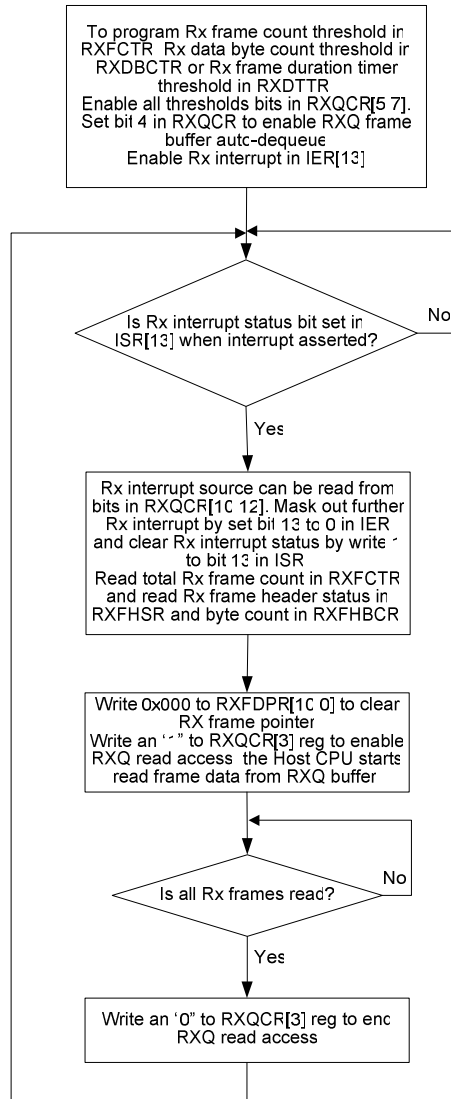 To program Rx frame count threshold in
RXFCTR Rx data byte count threshold in
RXDBCTR or Rx frame duration timer
threshold in RXDTTR
Enable all thresholds bits in RXQCR[5 7].
Set bit 4 in RXQCR to enable RXQ frame
buffer auto-dequeue
Enable Rx interrupt in IER[13]
Is Rx interrupt status bit set in
ISR[13] when interrupt asserted?
No
Yes
Rx interrupt source can be read from
bits in RXQCR[10 12]. Mask out further
Rx interrupt by set bit 13 to 0 in IER
and clear Rx interrupt status by write 1
to bit 13 in ISR
Read total Rx frame count in RXFCTR
and read Rx frame header status in
RXFHSR and byte count in RXFHBCR
Write 0x000 to RXFDPR[10 0] to clear
RX frame pointer
Write an “1” to RXQCR[3] reg to enable
RXQ read access the Host CPU starts
read frame data from RXQ buffer
Is all Rx frames read?
No
Yes
Write an “0” to RXQCR[3] reg to end
RXQ read access